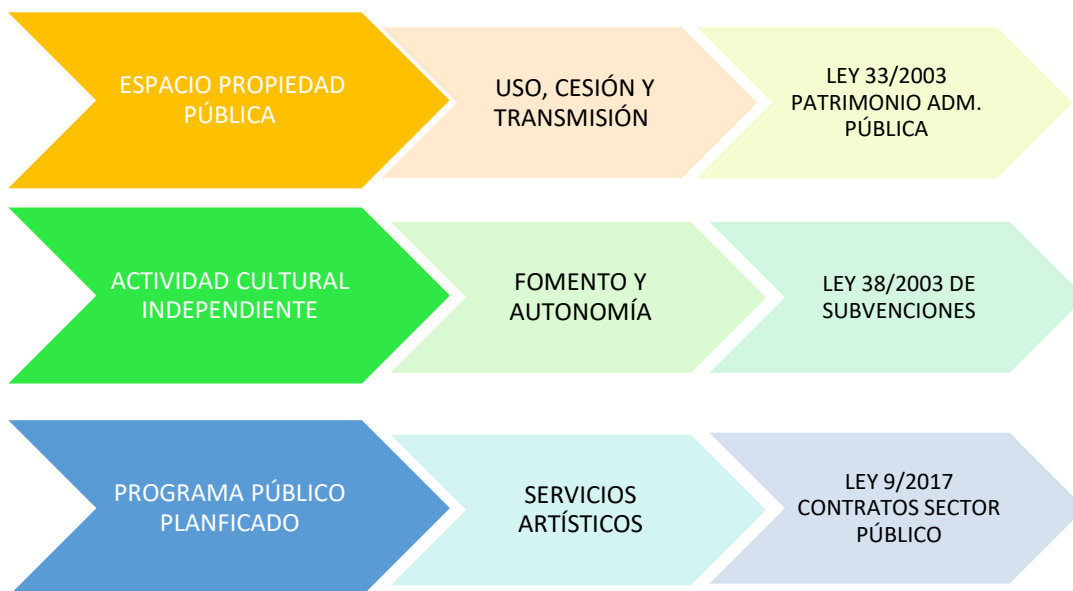 ESPACIO PROPIEDAD
PÚBLICA
USO, CESIÓN Y
TRANSMISIÓN
LEY 33/2003
PATRIMONIO ADM.
PÚBLICA
ACTIVIDAD CULTURAL
INDEPENDIENTE
FOMENTO Y
AUTONOMÍA
LEY 38/2003 DE
SUBVENCIONES
PROGRAMA PÚBLICO
PLANFICADO
SERVICIOS
ARTÍSTICOS
LEY 9/2017
CONTRATOS SECTOR
PÚBLICO